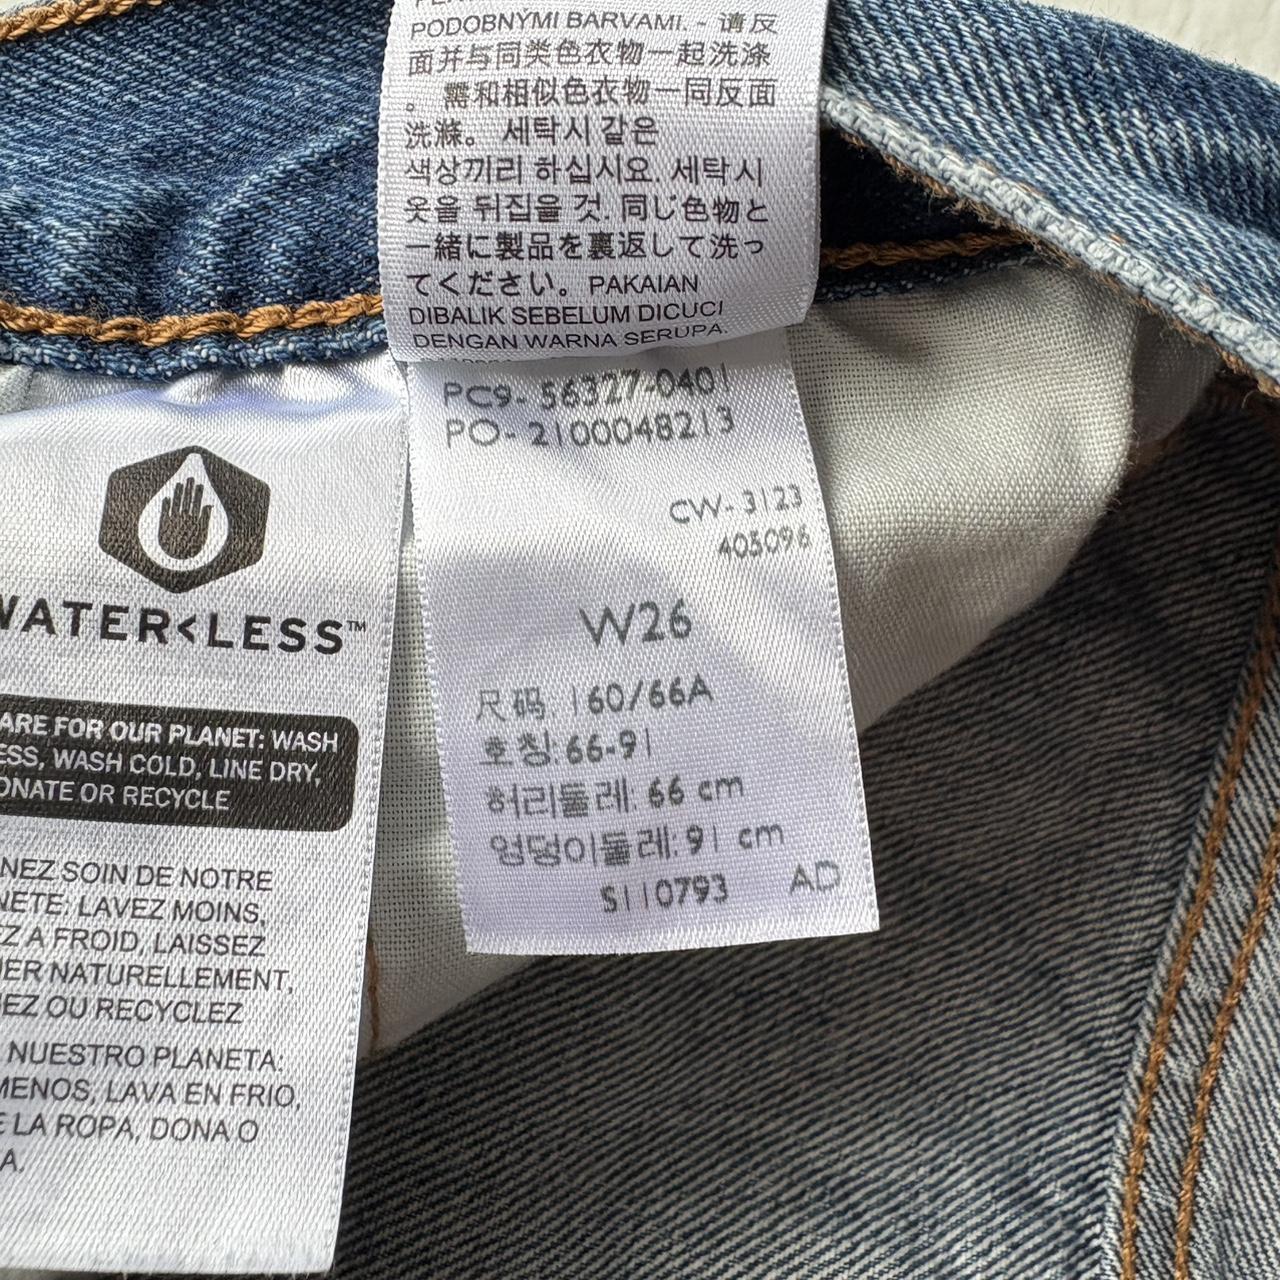 PODOBNÝMI BARVAMI. - 请反
面并与同类色衣物一起洗涤
。 需和相似色衣物一同反面
洗滌。 세탁시 같은
색상끼리 하십시오. 세탁시
옷을 뒤집을 것. 同じ色物と
一緒に製品を裏返して洗っ
てください。PAKAIAN
DIBALIK SEBELUM DICUCI
DENGAN WARNA SERUPA.
PC9- 56327-0401
PO- 2100048213
CW- 3123
405096
W26
尺码: 160/66A
호칭: 66-91
허리둘레: 66 cm
엉덩이둘레: 91 cm
S110793 AD
WATER<LESS™
ARE FOR OUR PLANET: WASH
ESS, WASH COLD, LINE DRY,
ONATE OR RECYCLE
NEZ SOIN DE NOTRE
NÈTE: LAVEZ MOINS,
Z A FROID, LAISSEZ
ER NATURELLEMENT,
EZ OU RECYCLEZ
NUESTRO PLANETA:
MENOS, LAVA EN FRIO,
E LA ROPA, DONA O
A.